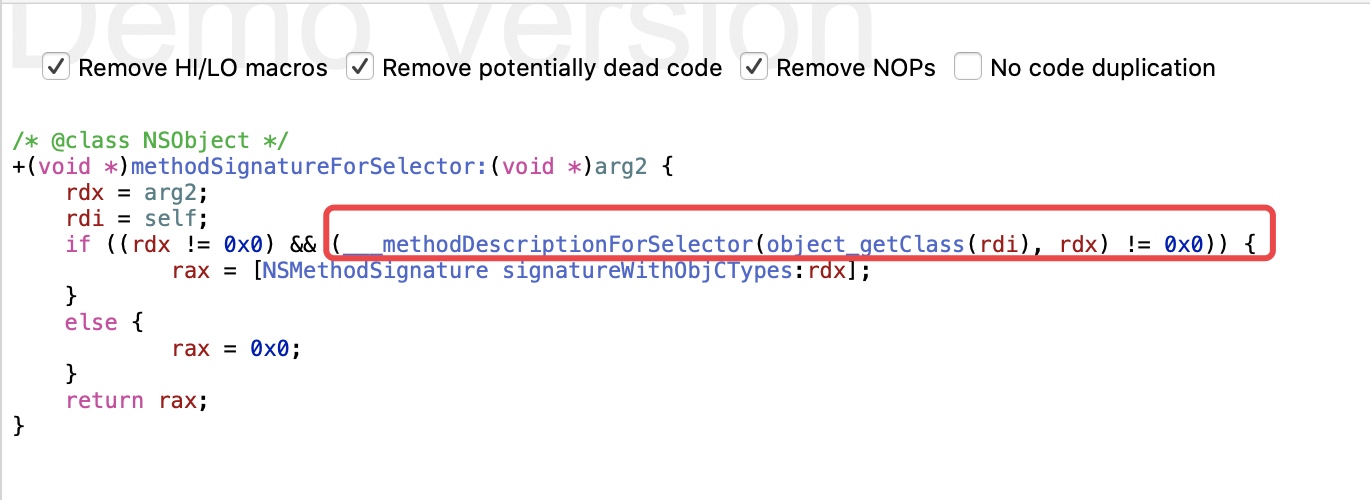 Demo Version
Remove HI/LO macros Remove potentially dead code Remove NOPs No code duplication
/* @class NSObject */
+(void *)methodSignatureForSelector:(void *)arg2 {
    rdx = arg2;
    rdi = self;
    if ((rdx != 0x0) && (___methodDescriptionForSelector(object_getClass(rdi), rdx) != 0x0)) {
            rax = [NSMethodSignature signatureWithObjCTypes:rdx];
    }
    else {
            rax = 0x0;
    }
    return rax;
}